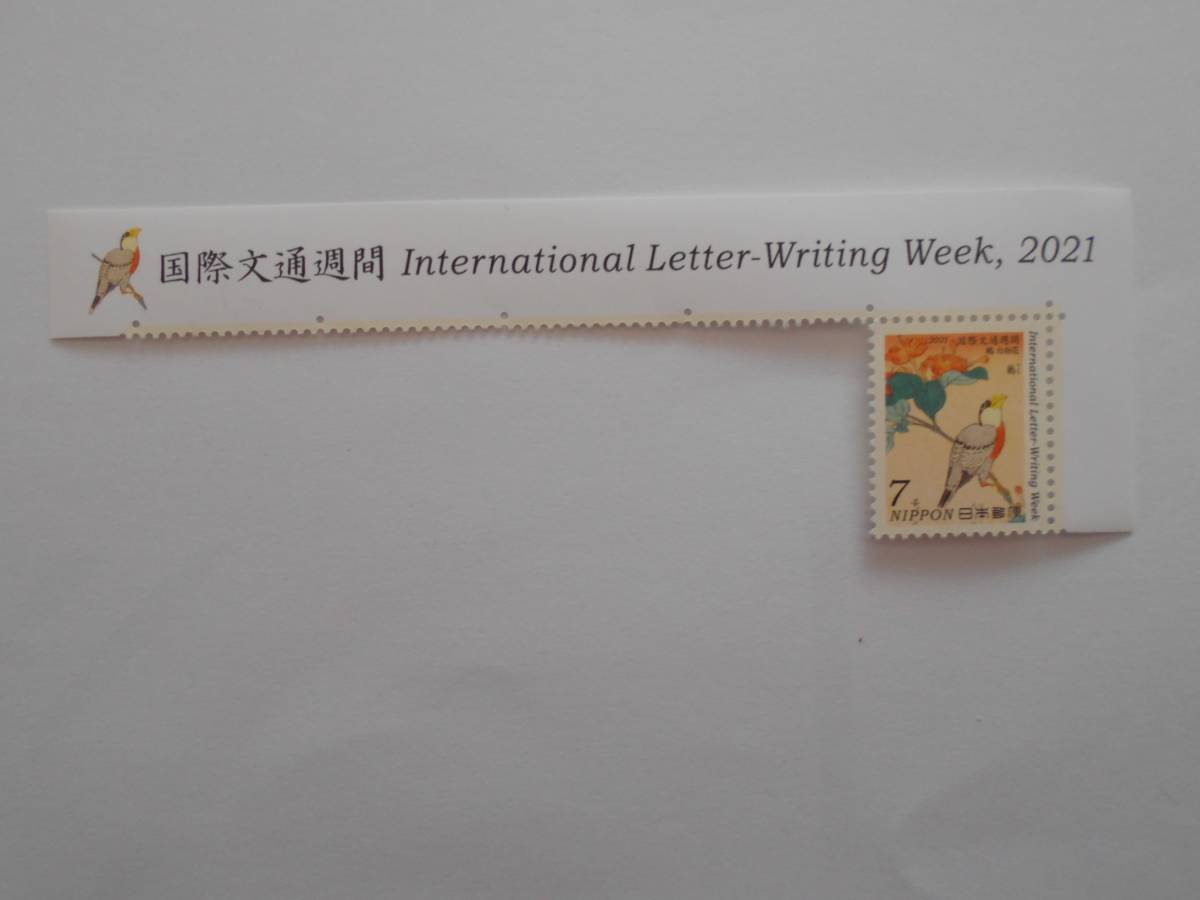 国際文通週間 International Letter-Writing Week, 2021
2021 国際文通週間
International Letter-Writing Week
7
NIPPON 日本郵便